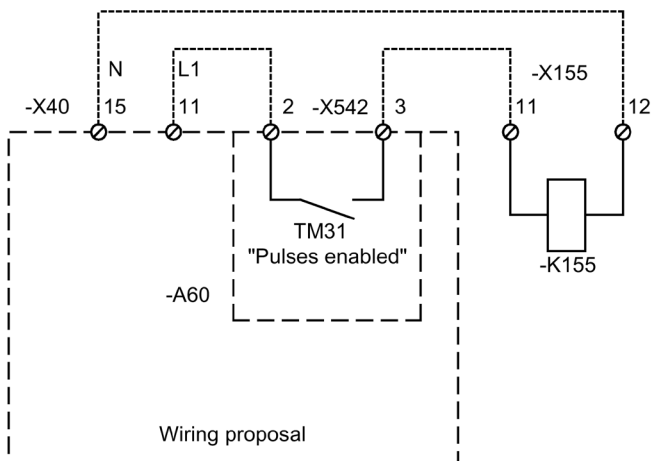 N L1
-X155
-X40 15 11 2 -X542 3 11 12
TM31
"Pulses enabled"
-K155
-A60
Wiring proposal